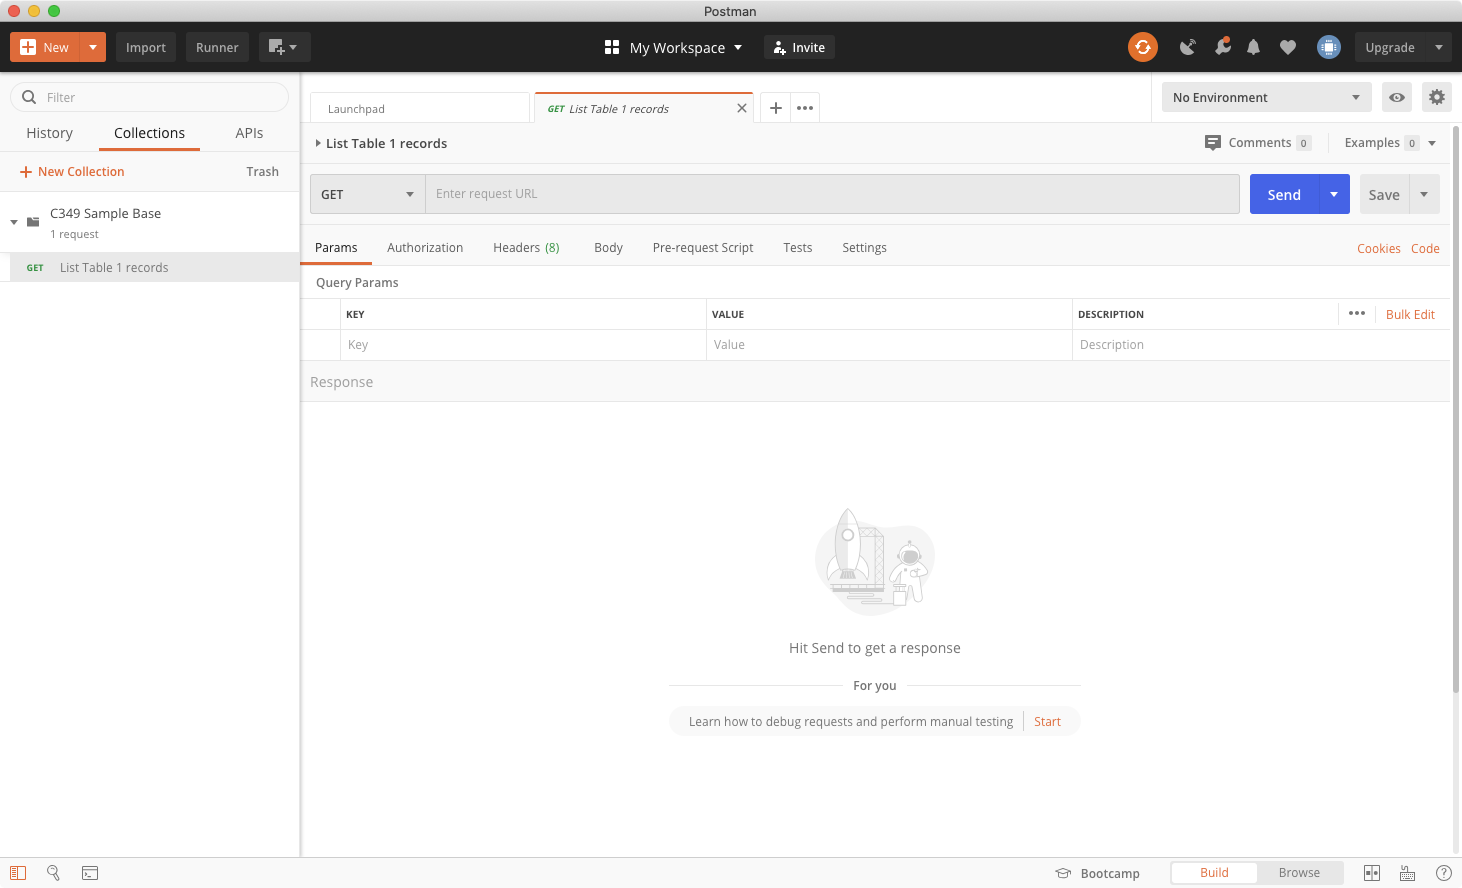 Postman
New
Import
Runner
My Workspace
Invite
Upgrade
Filter
History
Collections
APIs
New Collection
Trash
C349 Sample Base
1 request
GET List Table 1 records
Launchpad
GET List Table 1 records
No Environment
List Table 1 records
Comments 0
Examples 0
GET
Enter request URL
Send
Save
Params
Authorization
Headers (8)
Body
Pre-request Script
Tests
Settings
Cookies
Code
Query Params
KEY
VALUE
DESCRIPTION
Bulk Edit
Key
Value
Description
Response
Hit Send to get a response
For you
Learn how to debug requests and perform manual testing
Start
Bootcamp
Build
Browse